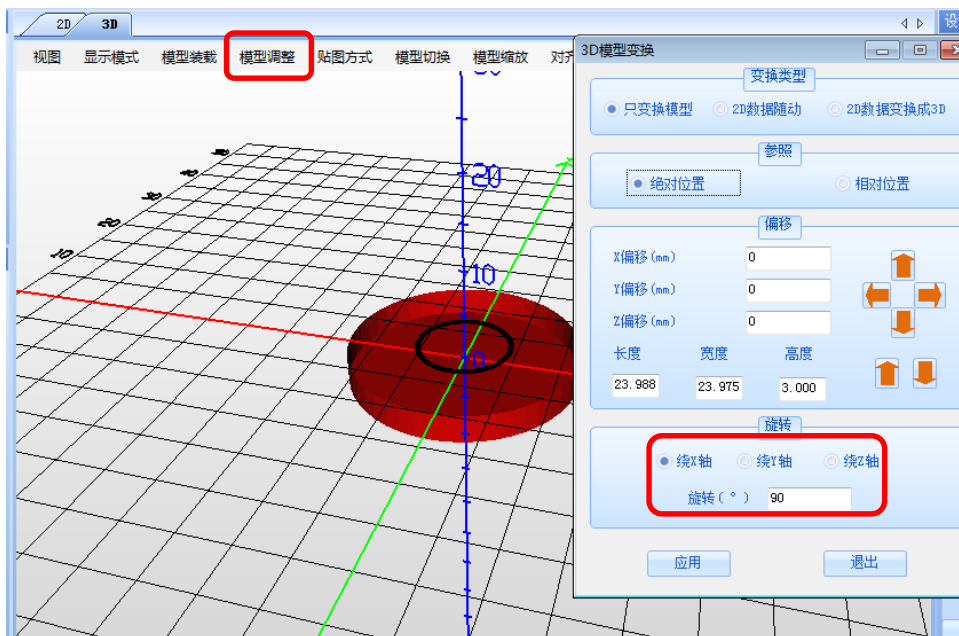 2D 3D 设
视图 显示模式 模型装载 模型调整 贴图方式 模型切换 模型缩放 对齐
3D模型变换
变换类型
只变换模型 2D数据随动 2D数据变换成3D
参照
绝对位置 相对位置
偏移
X偏移(mm) 0
Y偏移(mm) 0
Z偏移(mm) 0
长度 宽度 高度
23.988 23.975 3.000
旋转
绕X轴 绕Y轴 绕Z轴
旋转(°) 90
应用 退出
20
10
0
10
20